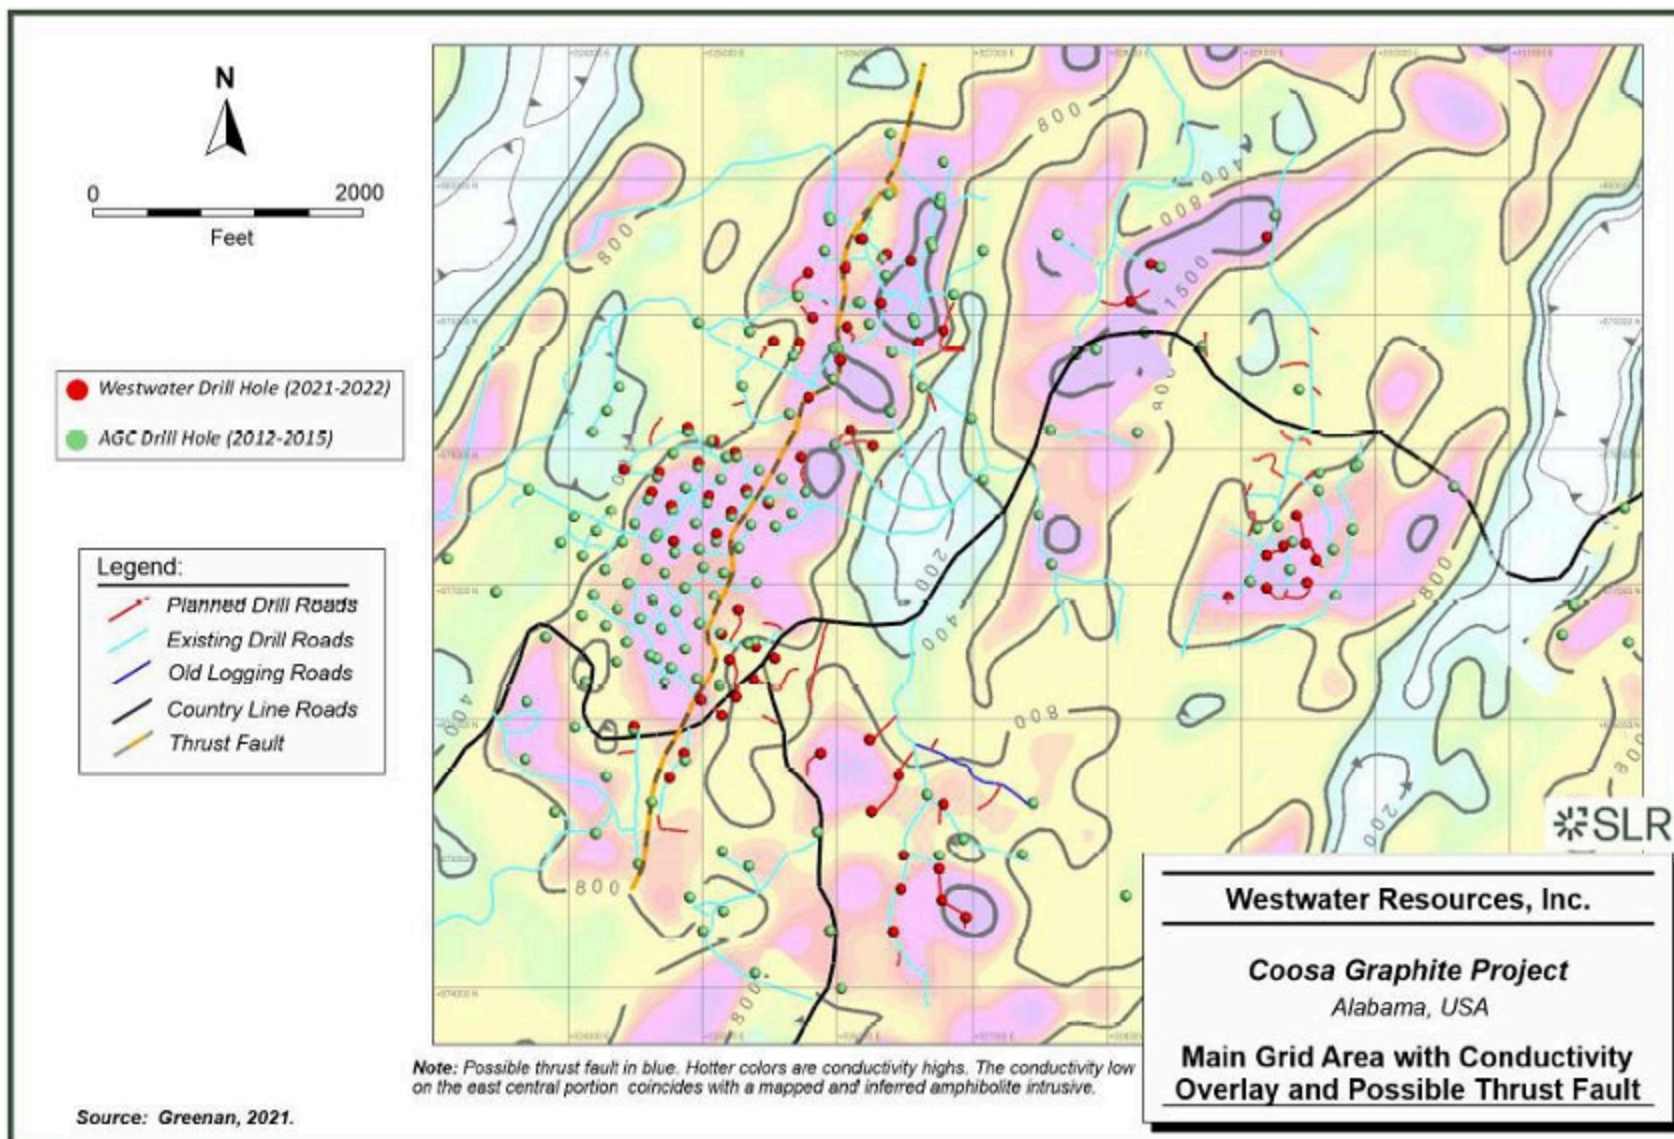 N
0 2000
Feet
Westwater Drill Hole (2021-2022)
AGC Drill Hole (2012-2015)
Legend:
Planned Drill Roads
Existing Drill Roads
Old Logging Roads
Country Line Roads
Thrust Fault
800
800
400
800
1500
200
400
400
800
800
800
800
800
200
SLR
Westwater Resources, Inc.
Coosa Graphite Project
Alabama, USA
Main Grid Area with Conductivity
Overlay and Possible Thrust Fault
Note: Possible thrust fault in blue. Hotter colors are conductivity highs. The conductivity low
on the east central portion coincides with a mapped and inferred amphibolite intrusive.
Source: Greenan, 2021.